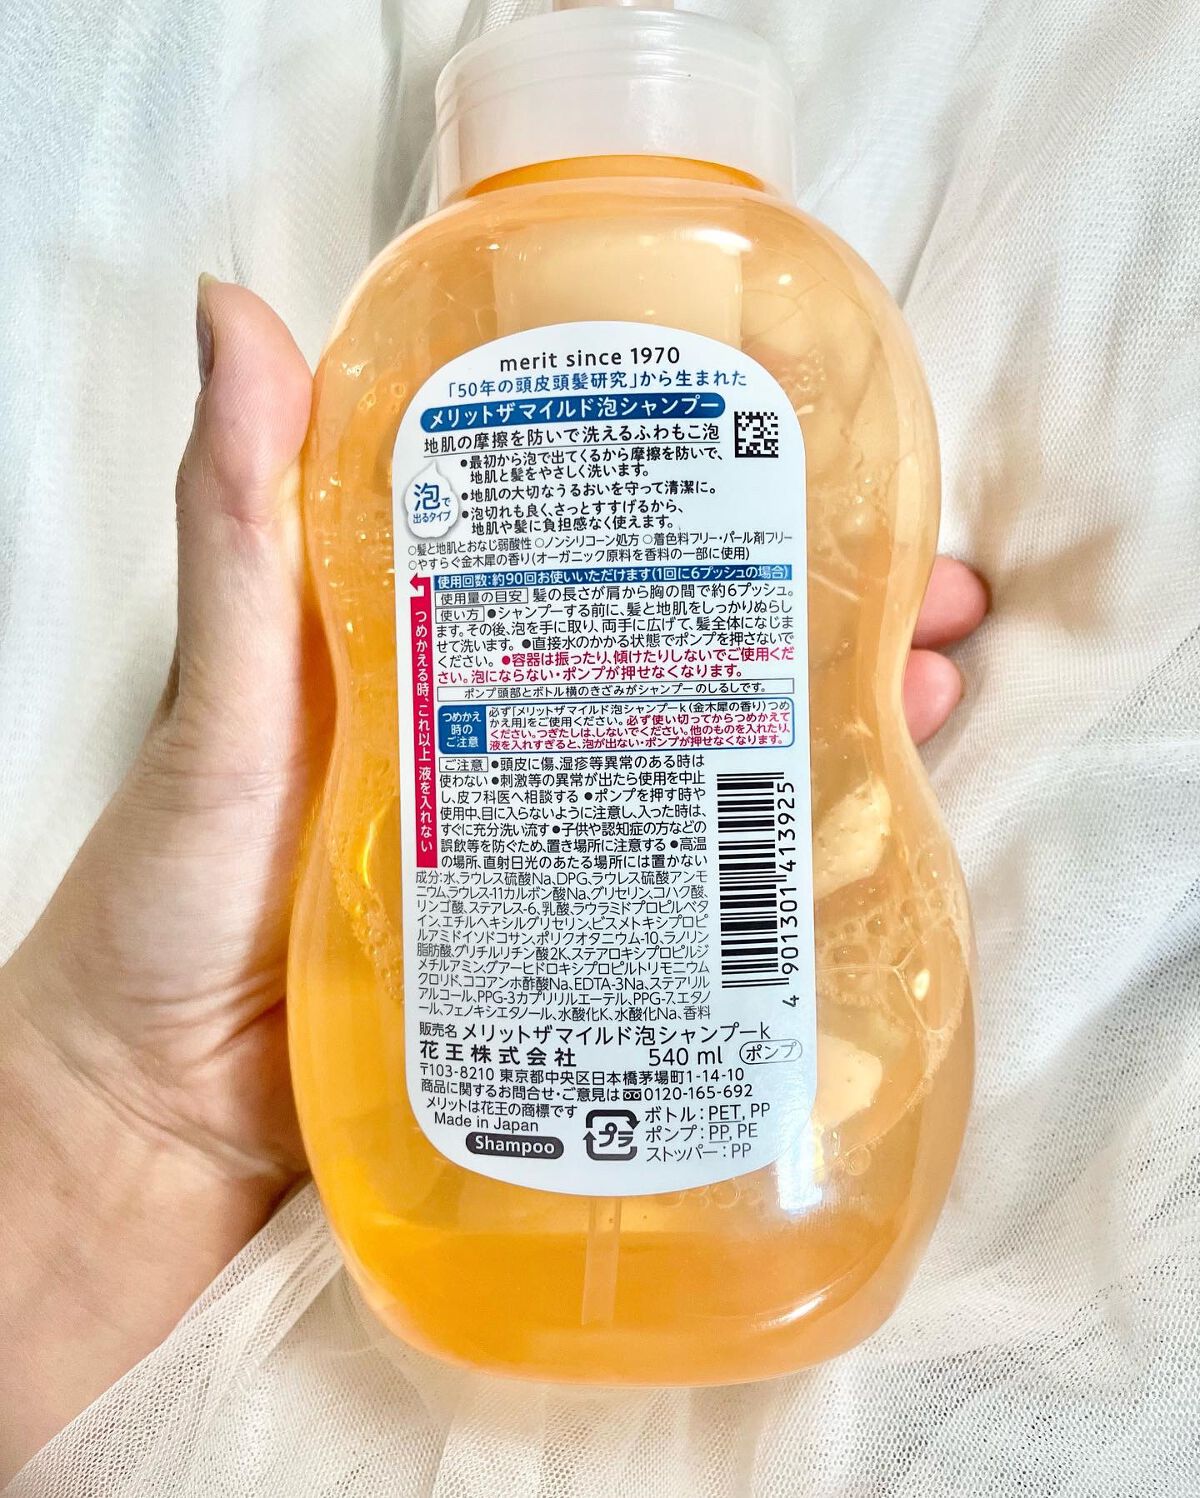 merit since 1970
「50年の頭皮頭髪研究」から生まれた
メリットザマイルド泡シャンプー
地肌の摩擦を防いで洗えるふわもこ泡
泡で
出るタイプ
●最初から泡で出てくるから摩擦を防いで、
地肌と髪をやさしく洗います。
●地肌の大切なうるおいを守って清潔に。
●泡切れも良く、さっとすすげるから、
地肌や髪に負担感なく使えます。
○髪と地肌とおなじ弱酸性 ○ノンシリコーン処方 ○着色料フリー・パール剤フリー
○やすらぐ金木犀の香り(オーガニック原料を香料の一部に使用)
つめかえる時、これ以上 液を入れない
使用回数:約90回お使いいただけます(1回に6プッシュの場合)
使用量の目安 髪の長さが肩から胸の間で約6プッシュ。
使い方 ●シャンプーする前に、髪と地肌をしっかりぬらし
ます。その後、泡を手に取り、両手に広げて、髪全体になじま
せて洗います。 ●直接水のかかる状態でポンプを押さないで
ください。 ●容器は振ったり、傾けたりしないでご使用くだ
さい。泡にならない・ポンプが押せなくなります。
ポンプ頭部とボトル横のきざみがシャンプーのしるしです。
つめかえ
時の
ご注意
必ず「メリットザマイルド泡シャンプーk(金木犀の香り)つめ
かえ用」をご使用ください。必ず使い切ってからつめかえて
ください。つぎたしは、しないでください。他のものを入れたり、
液を入れすぎると、泡が出ない・ポンプが押せなくなります。
ご注意 ●頭皮に傷、湿疹等異常のある時は
使わない ●刺激等の異常が出たら使用を中止
し、皮フ科医へ相談する ●ポンプを押す時や
使用中、目に入らないように注意し、入った時は、
すぐに充分洗い流す ●子供や認知症の方などの
誤飲等を防ぐため、置き場所に注意する ●高温
の場所、直射日光のあたる場所には置かない
成分:水、ラウレス硫酸Na、DPG、ラウレス硫酸アンモ
ニウム、ラウレス-11カルボン酸Na、グリセリン、コハク酸、
リンゴ酸、ステアレス-6、乳酸、ラウラミドプロピルベタ
イン、エチルヘキシルグリセリン、ビスメトキシプロピ
ルアミドイソドコサン、ポリクオタニウム-10、ラノリン
脂肪酸、グリチルリチン酸2K、ステアロキシプロピルジ
メチルアミン、グアーヒドロキシプロピルトリモニウム
クロリド、ココアンホ酢酸Na、EDTA-3Na、ステアリル
アルコール、PPG-3カプリリルエーテル、PPG-7、エタノ
ール、フェノキシエタノール、水酸化K、水酸化Na、香料
4 901301 413925
販売名 メリットザマイルド泡シャンプーk
花王株式会社 540 ml ポンプ
〒103-8210 東京都中央区日本橋茅場町1-14-10
商品に関するお問合せ・ご意見は 0120-165-692
メリットは花王の商標です
Made in Japan
Shampoo
プラ
ボトル:PET, PP
ポンプ:PP, PE
ストッパー:PP